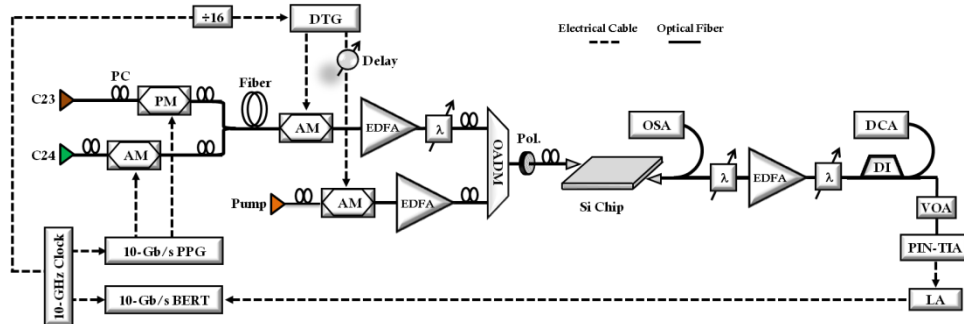 ÷16
DTG
Electrical Cable
Optical Fiber
Delay
PC
Fiber
C23
PM
C24
AM
AM
EDFA
λ
OADM
Pol.
OSA
DCA
Si Chip
λ
EDFA
λ
DI
Pump
AM
EDFA
VOA
PIN-TIA
LA
10-GHz Clock
10-Gb/s PPG
10-Gb/s BERT